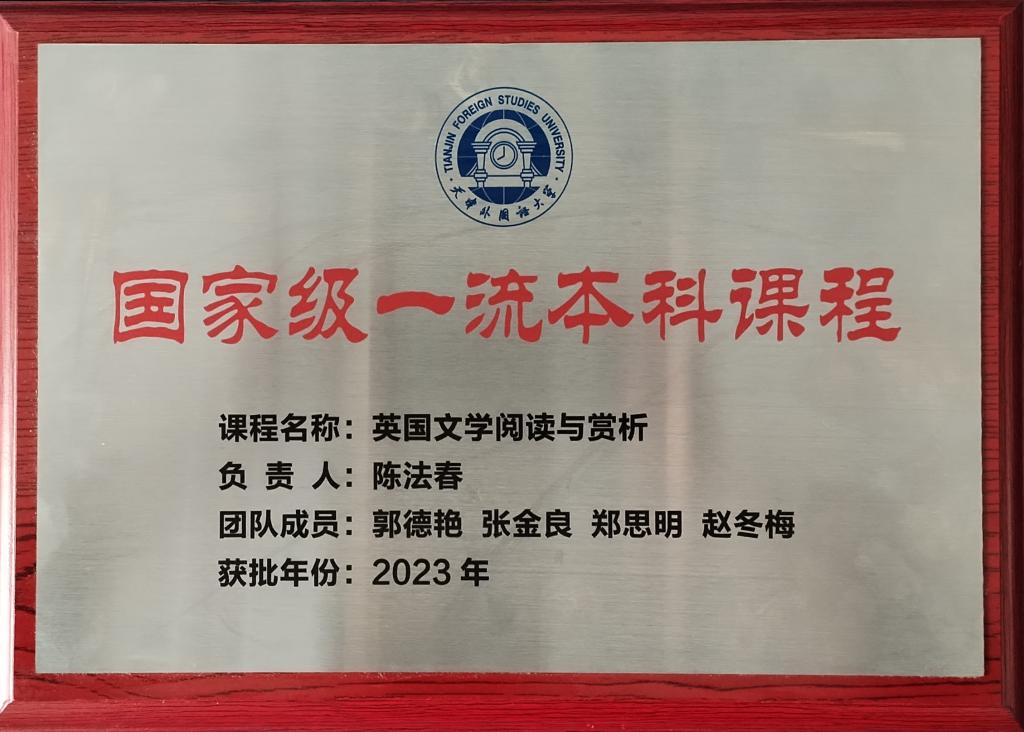 TIANJIN FOREIGN STUDIES UNIVERSITY
天津外国语大学
国家级一流本科课程
课程名称：英国文学阅读与赏析
负 责 人：陈法春
团队成员：郭德艳 张金良 郑思明 赵冬梅
获批年份：2023 年